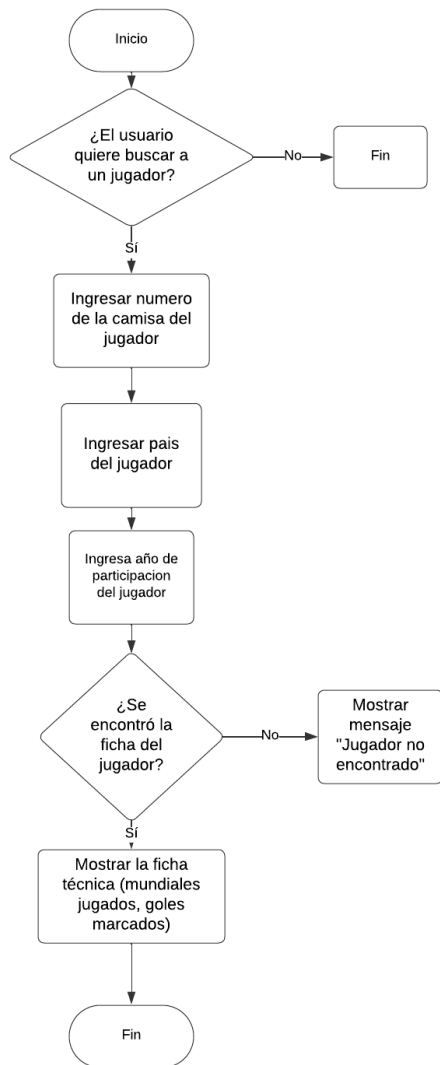 Inicio
¿El usuario
quiere buscar a
un jugador?
No
Fin
Sí
Ingresar numero
de la camisa del
jugador
Ingresar pais
del jugador
Ingresa año de
participacion
del jugador
¿Se
encontró la
ficha del
jugador?
No
Mostrar
mensaje
"Jugador no
encontrado"
Sí
Mostrar la ficha
técnica (mundiales
jugados, goles
marcados)
Fin